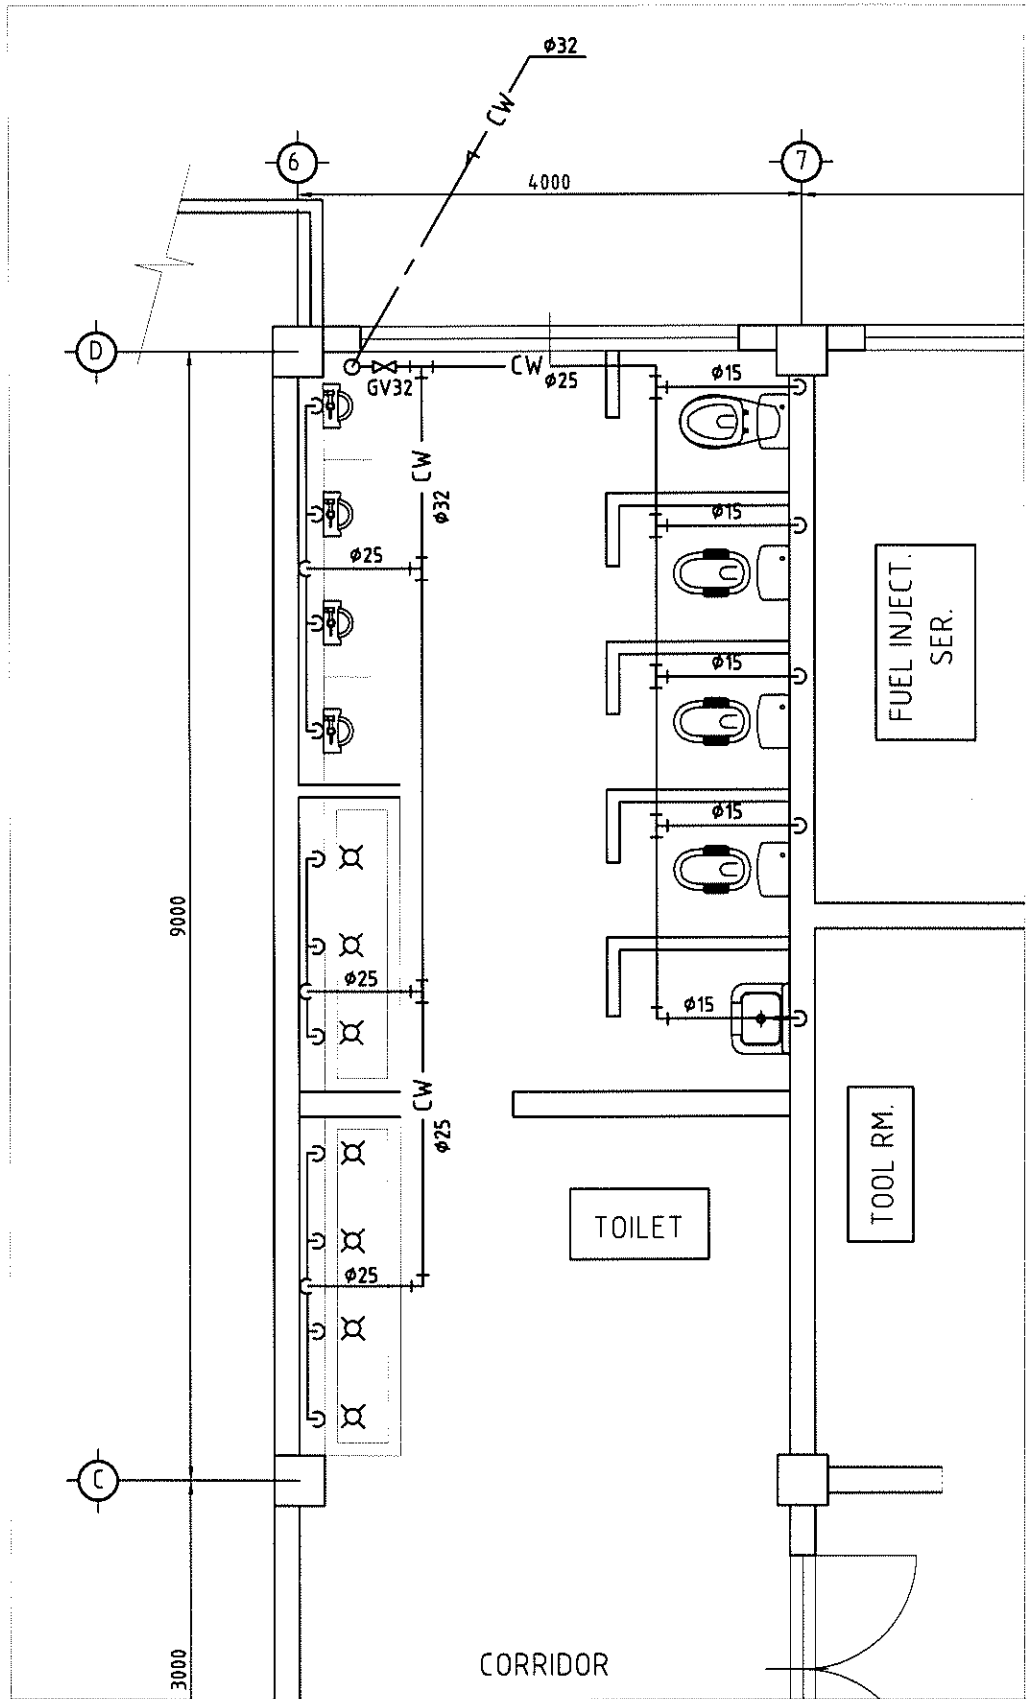 ø32
CW
6
7
4000
D
CW
ø25
ø15
GV32
CW
ø32
ø15
ø25
FUEL INJECT.
SER.
ø15
ø15
9000
ø25
ø15
CW
ø25
TOOL RM.
TOILET
ø25
C
3000
CORRIDOR